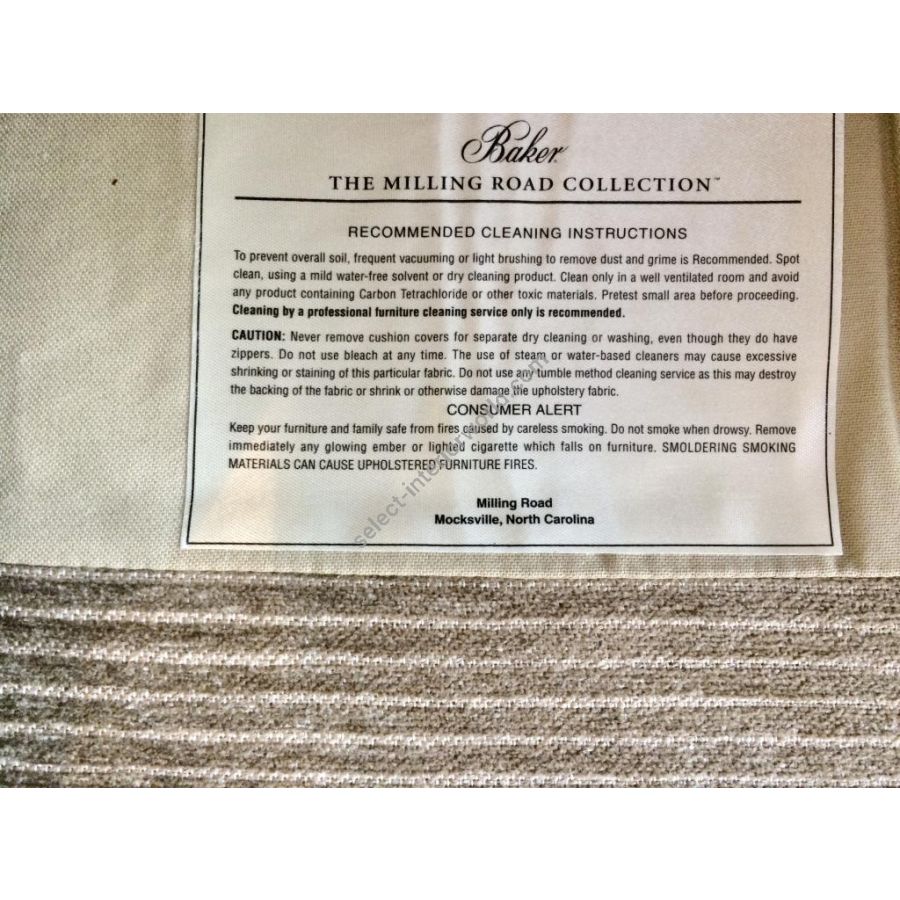 Baker
THE MILLING ROAD COLLECTION™
RECOMMENDED CLEANING INSTRUCTIONS
To prevent overall soil, frequent vacuuming or light brushing to remove dust and grime is Recommended. Spot
clean, using a mild water-free solvent or dry cleaning product. Clean only in a well ventilated room and avoid
any product containing Carbon Tetrachloride or other toxic materials. Pretest small area before proceeding.
Cleaning by a professional furniture cleaning service only is recommended.
CAUTION: Never remove cushion covers for separate dry cleaning or washing, even though they do have
zippers. Do not use bleach at any time. The use of steam or water-based cleaners may cause excessive
shrinking or staining of this particular fabric. Do not use any tumble method cleaning service as this may destroy
the backing of the fabric or shrink or otherwise damage the upholstery fabric.
CONSUMER ALERT
Keep your furniture and family safe from fires caused by careless smoking. Do not smoke when drowsy. Remove
immediately any glowing ember or lighted cigarette which falls on furniture. SMOLDERING SMOKING
MATERIALS CAN CAUSE UPHOLSTERED FURNITURE FIRES.
Milling Road
Mocksville, North Carolina
select-interiorworld.com